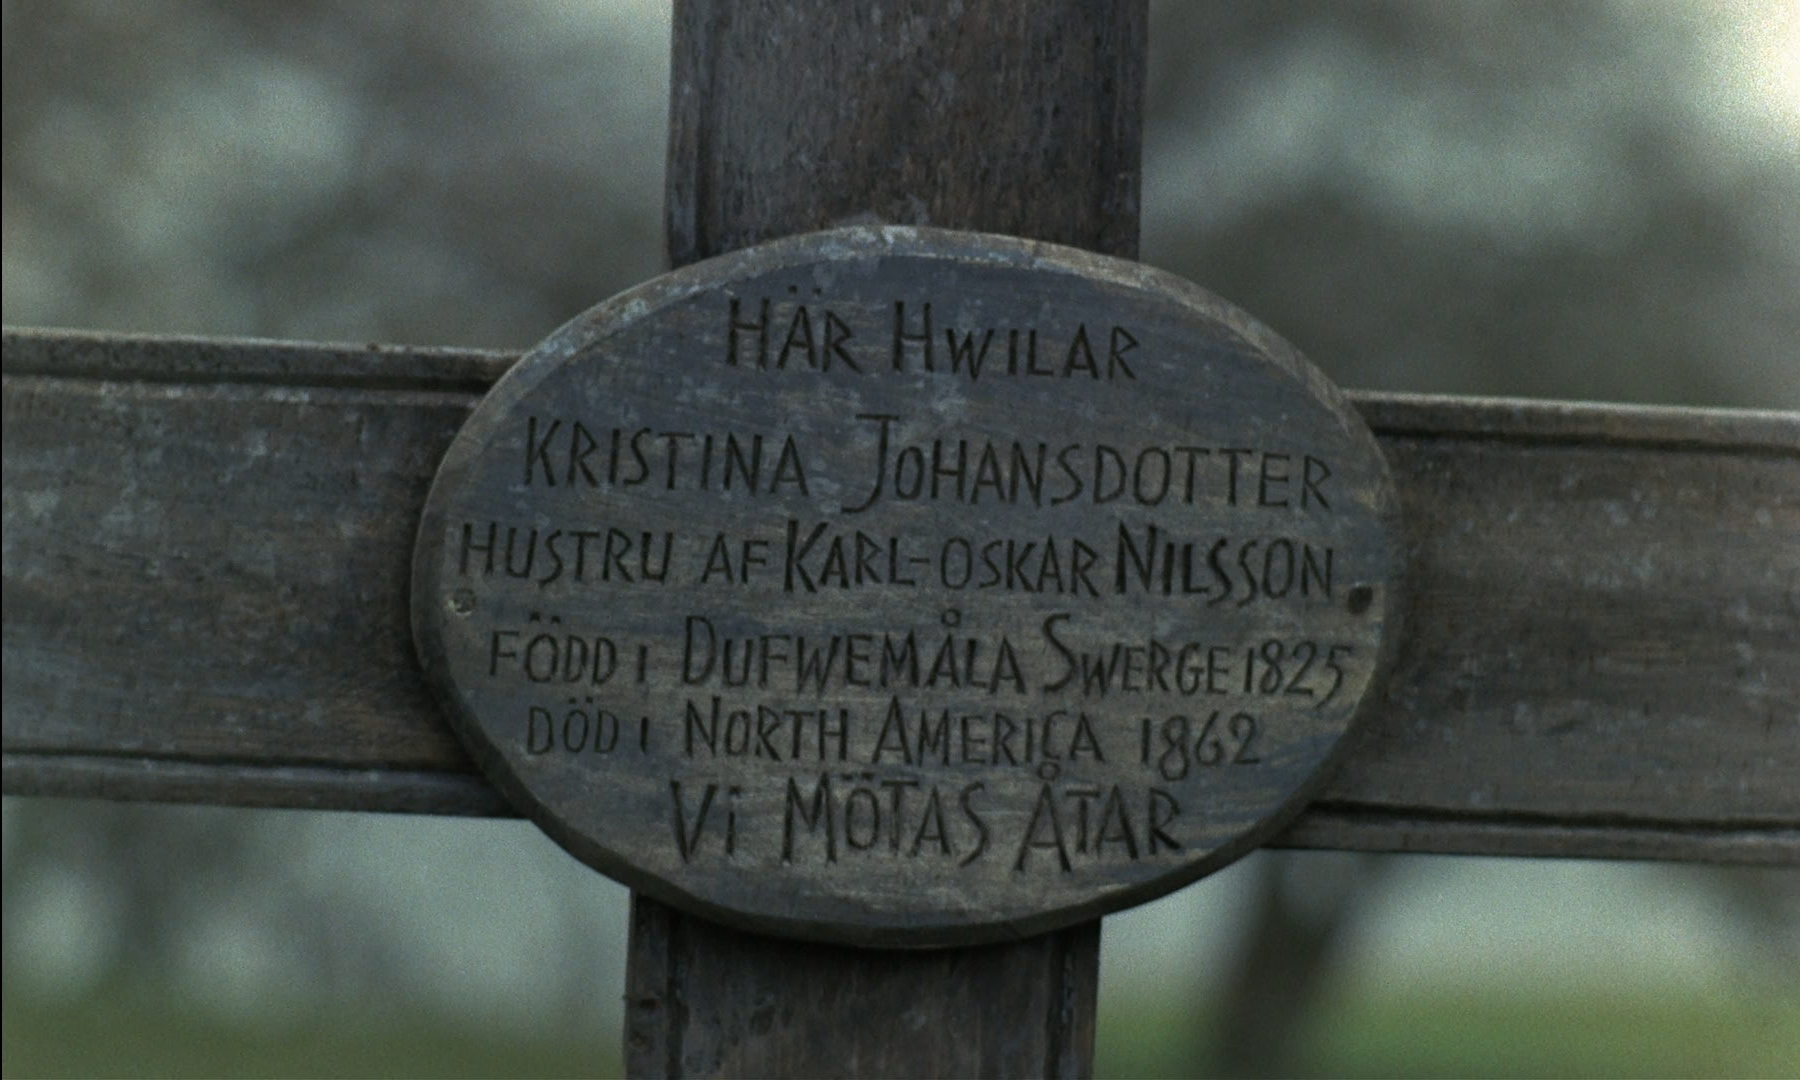 HÄR HWILAR
KRISTINA JOHANSDOTTER
HUSTRU AF KARL-OSKAR NILSSON
FÖDD I DUFWEMÅLA SWERGE 1825
DÖD I NORTH AMERICA 1862
Vi MÖTAS ÅTAR